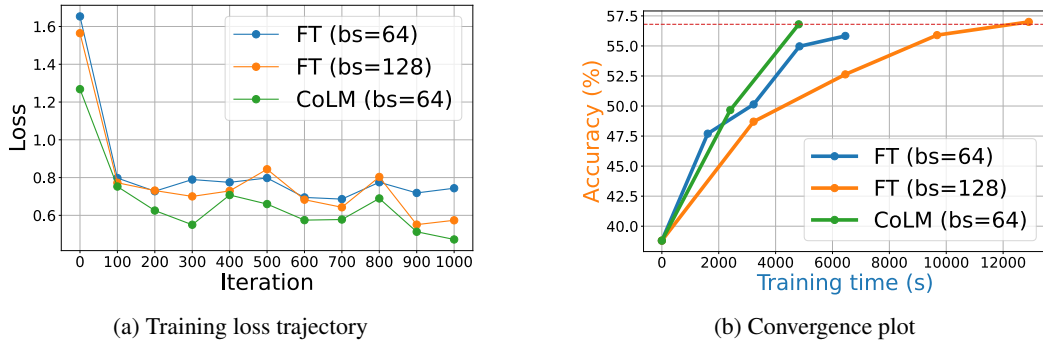 1.6
1.4
1.2
1.0
0.8
0.6
Loss
FT (bs=64)
FT (bs=128)
CoLM (bs=64)
0 100 200 300 400 500 600 700 800 900 1000
Iteration
(a) Training loss trajectory
57.5
55.0
52.5
50.0
47.5
45.0
42.5
40.0
Accuracy (%)
FT (bs=64)
FT (bs=128)
CoLM (bs=64)
0 2000 4000 6000 8000 10000 12000
Training time (s)
(b) Convergence plot